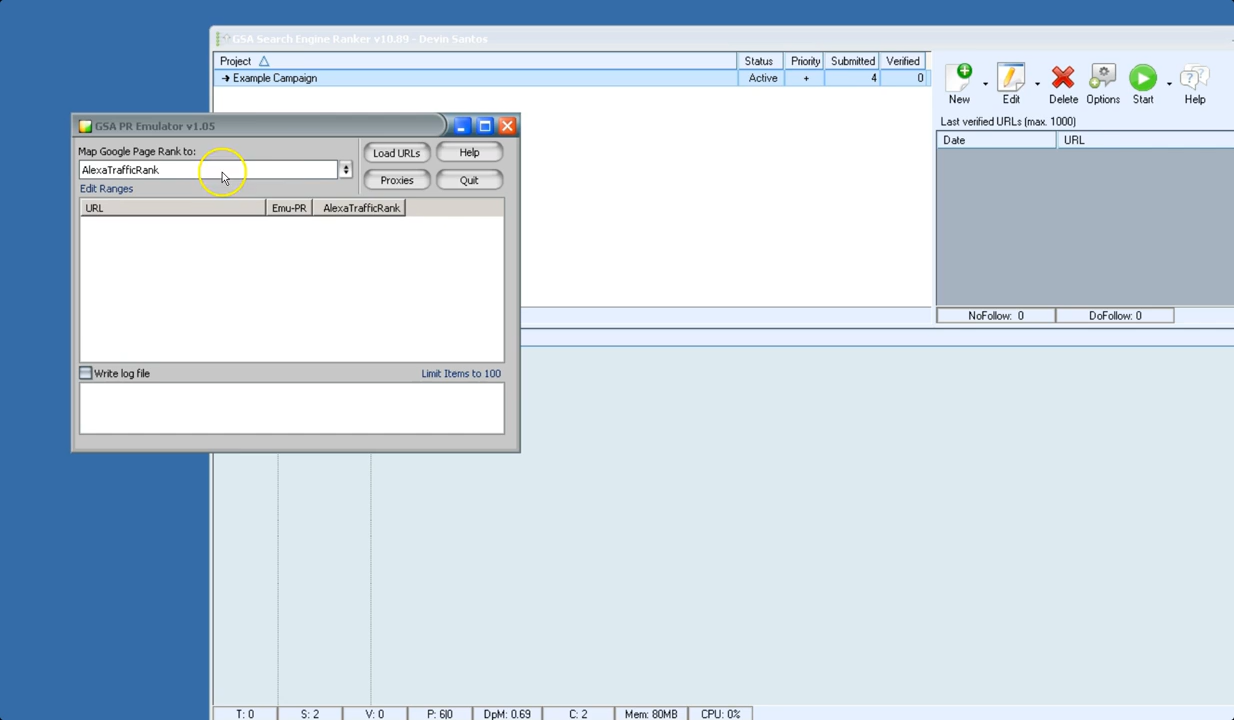 GSA Search Engine Ranker v10.89 - Devin Santos
Project
Status
Priority
Submitted
Verified
Example Campaign
Active
+
4
0
New
Edit
Delete
Options
Start
Help
Last verified URLs (max. 1000)
Date
URL
NoFollow: 0
DoFollow: 0
GSA PR Emulator v1.05
Map Google Page Rank to:
AlexaTrafficRank
Edit Ranges
Load URLs
Help
Proxies
Quit
URL
Emu-PR
AlexaTrafficRank
Write log file
Limit Items to 100
T: 0
S: 2
V: 0
P: 6|0
DpM: 0.69
C: 2
Mem: 80MB
CPU: 0%